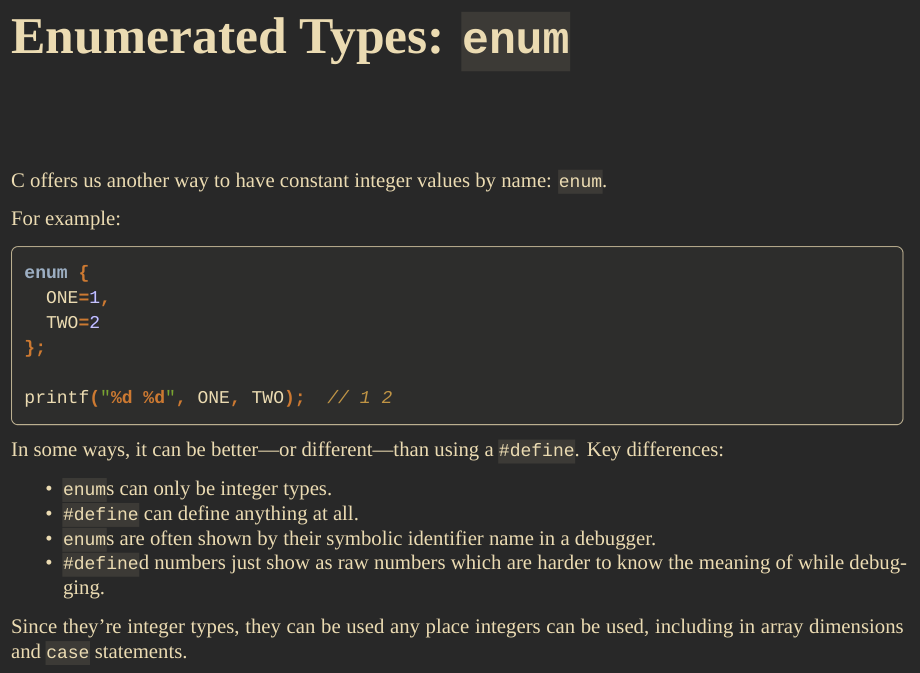 Enumerated Types: enum
C offers us another way to have constant integer values by name: enum.
For example:
enum {
  ONE=1,
  TWO=2
};
printf("%d %d", ONE, TWO);  // 1 2
In some ways, it can be better—or different—than using a #define. Key differences:
• enums can only be integer types.
• #define can define anything at all.
• enums are often shown by their symbolic identifier name in a debugger.
• #defined numbers just show as raw numbers which are harder to know the meaning of while debug-
ging.
Since they’re integer types, they can be used any place integers can be used, including in array dimensions
and case statements.